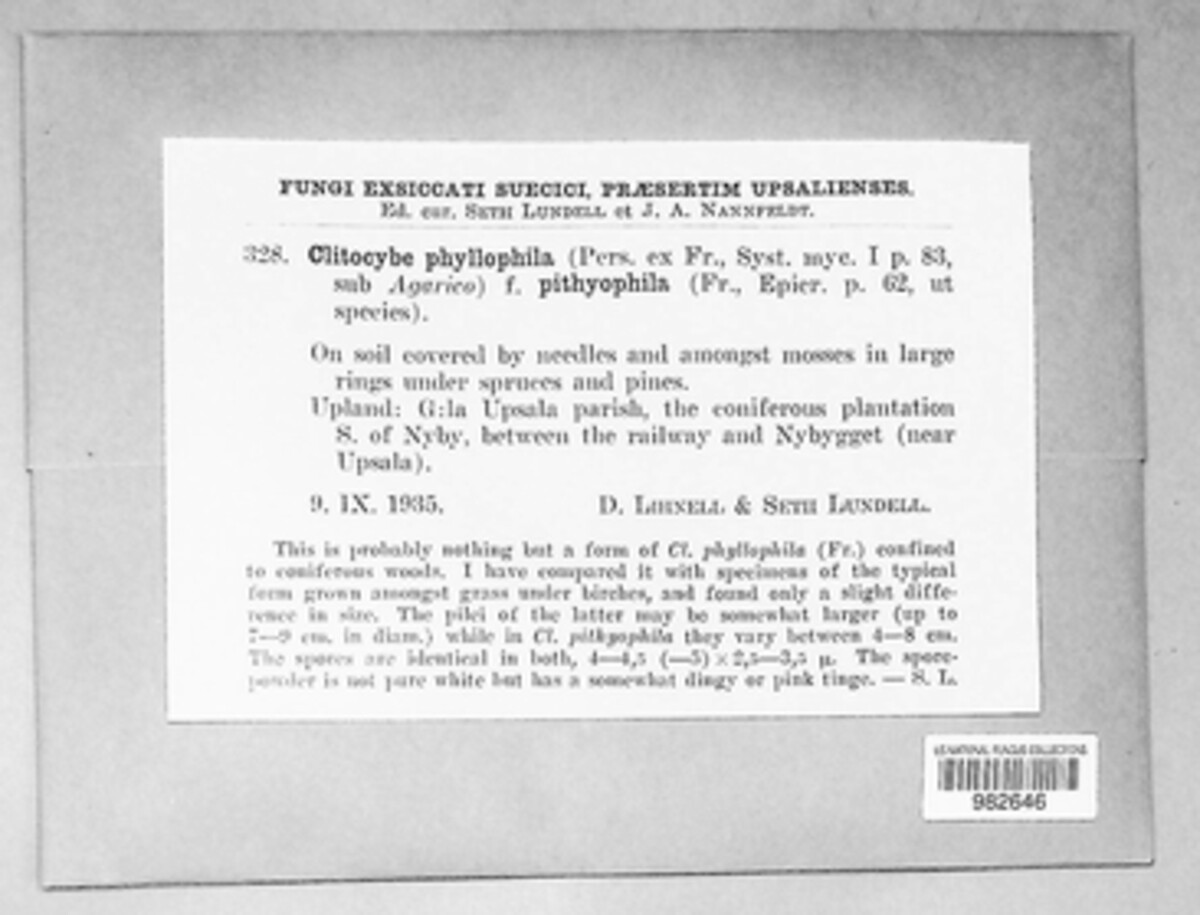 FUNGI EXSICCATI SUECICI, PRÆSERTIM UPSALIENSES.
Ed. cur. SETH LUNDELL et J. A. NANNFELDT.
328. Clitocybe phyllophila (Pers. ex Fr., Syst. myc. I p. 83,
sub Agarico) f. pithyophila (Fr., Epicr. p. 62, ut
species).
On soil covered by needles and amongst mosses in large
rings under spruces and pines.
Upland: G:la Upsala parish, the coniferous plantation
S. of Nyby, between the railway and Nybygget (near
Upsala).
9. IX. 1935. D. LIHNELL & SETH LUNDELL.
This is probably nothing but a form of Cl. phyllophila (Fr.) confined
to coniferous woods. I have compared it with specimens of the typical
form grown amongst grass under birches, and found only a slight diffe-
rence in size. The pilei of the latter may be somewhat larger (up to
7—9 cm. in diam.) while in Cl. pithyophila they vary between 4—8 cm.
The spores are identical in both, 4—4,5 (—5) × 2,5—3,5 µ. The spore-
powder is not pure white but has a somewhat dingy or pink tinge. — S. L.
US NATIONAL FUNGUS COLLECTIONS
982646